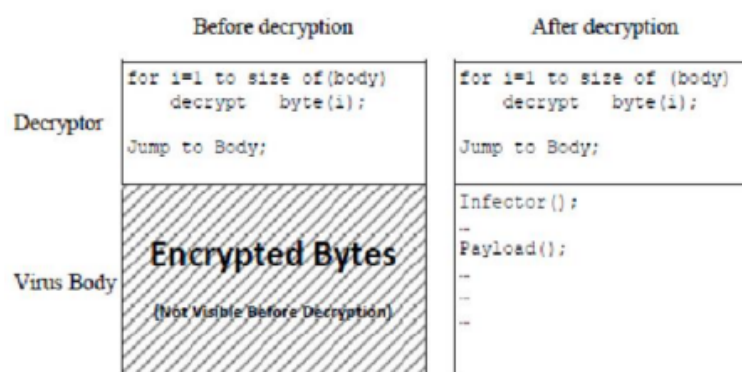 Before decryption
After decryption
Decryptor
for i=1 to size of(body)
decrypt byte(i);
Jump to Body;
for i=1 to size of (body)
decrypt byte(i);
Jump to Body;
Virus Body
Encrypted Bytes
(Not Visible Before Decryption)
Infector();
…
Payload();
…
…
…